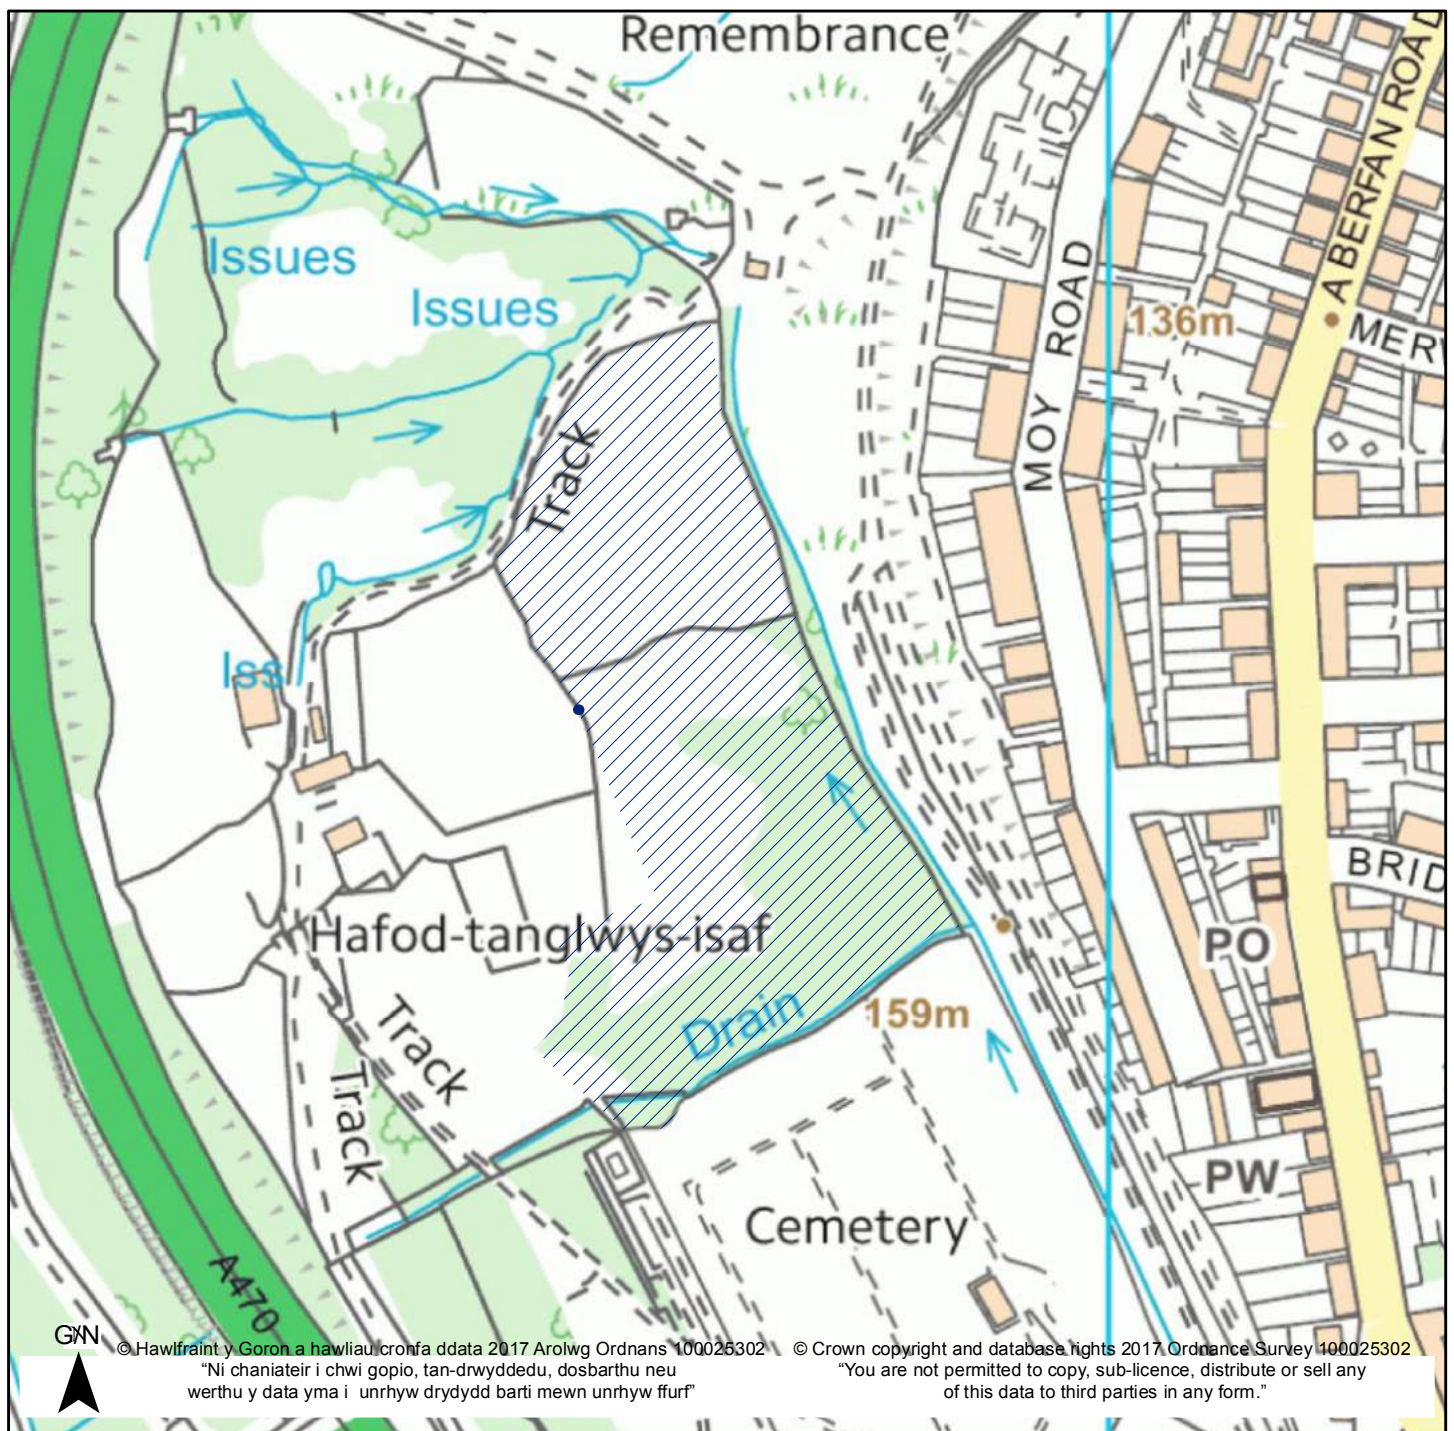 Remembrance
ABERFAN ROAD
Issues
Issues
136m
MOY ROAD
MER
Track
Iss
BRID
Hafod-tanglwys-isaf
PO
Track
Drain
159m
Track
PW
Cemetery
A470
© Hawlfraint y Goron a hawliau cronfa ddata 2017 Arolwg Ordnans 100025302
“Ni chaniateir i chwi gopio, tan-drwyddedu, dosbarthu neu
werthu y data yma i unrhyw drydydd barti mewn unrhyw ffurf”
© Crown copyright and database rights 2017 Ordnance Survey 100025302
“You are not permitted to copy, sub-licence, distribute or sell any
of this data to third parties in any form.”